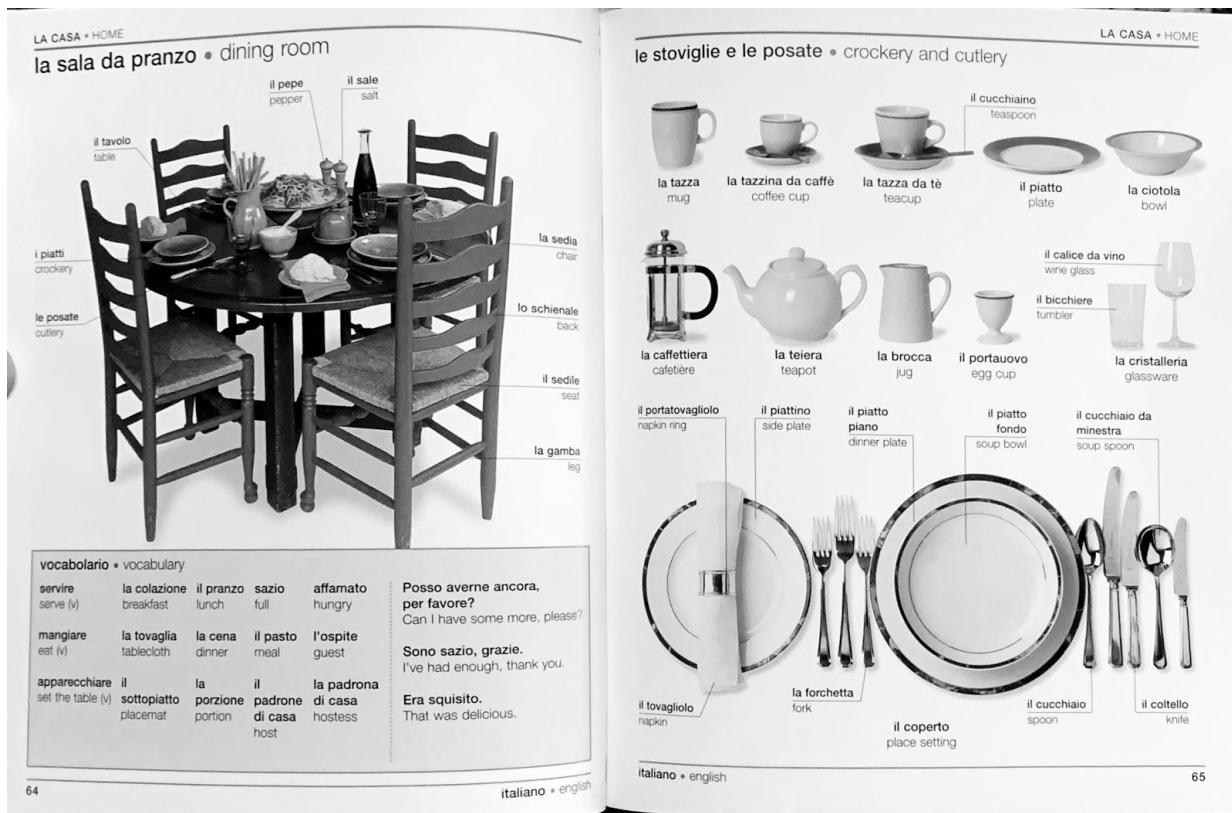 LA CASA • HOME
la sala da pranzo • dining room
il pepe
pepper
il sale
salt
il tavolo
table
i piatti
crockery
le posate
cutlery
la sedia
chair
lo schienale
back
il sedile
seat
la gamba
leg
vocabolario • vocabulary
servire
serve (v)
la colazione
breakfast
il pranzo
lunch
sazio
full
affamato
hungry
mangiare
eat (v)
la tovaglia
tablecloth
la cena
dinner
il pasto
meal
l'ospite
guest
apparecchiare
set the table (v)
il
sottopiatto
placemat
la
porzione
portion
il
padrone
di casa
host
la padrona
di casa
hostess
Posso averne ancora,
per favore?
Can I have some more, please?
Sono sazio, grazie.
I've had enough, thank you.
Era squisito.
That was delicious.
64
italiano • english
LA CASA • HOME
le stoviglie e le posate • crockery and cutlery
la tazza
mug
la tazzina da caffè
coffee cup
la tazza da tè
teacup
il cucchiaino
teaspoon
il piatto
plate
la ciotola
bowl
la caffettiera
cafetière
la teiera
teapot
la brocca
jug
il portauovo
egg cup
il calice da vino
wine glass
il bicchiere
tumbler
la cristalleria
glassware
il portatovagliolo
napkin ring
il piattino
side plate
il piatto
piano
dinner plate
il piatto
fondo
soup bowl
il cucchiaio da
minestra
soup spoon
il tovagliolo
napkin
la forchetta
fork
il coperto
place setting
il cucchiaio
spoon
il coltello
knife
italiano • english
65